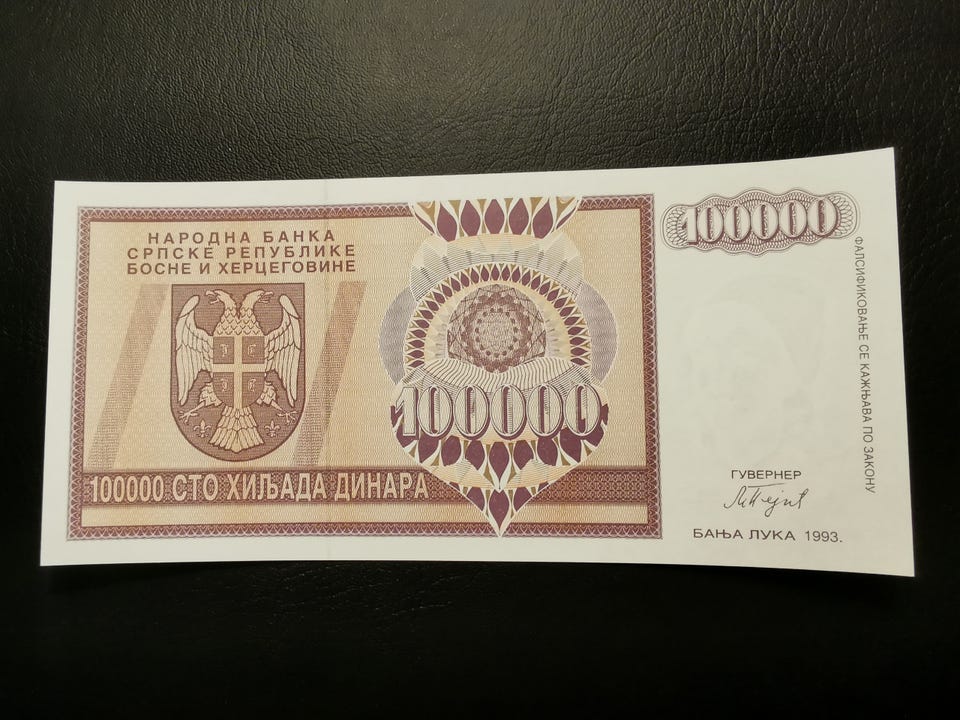 НАРОДНА БАНКА
СРПСКЕ РЕПУБЛИКЕ
БОСНЕ И ХЕРЦЕГОВИНЕ
100000 СТО ХИЉАДА ДИНАРА
100000
100000
ФАЛСИФИКОВАЊЕ СЕ КАЖЊАВА ПО ЗАКОНУ
ГУВЕРНЕР
БАЊА ЛУКА 1993.